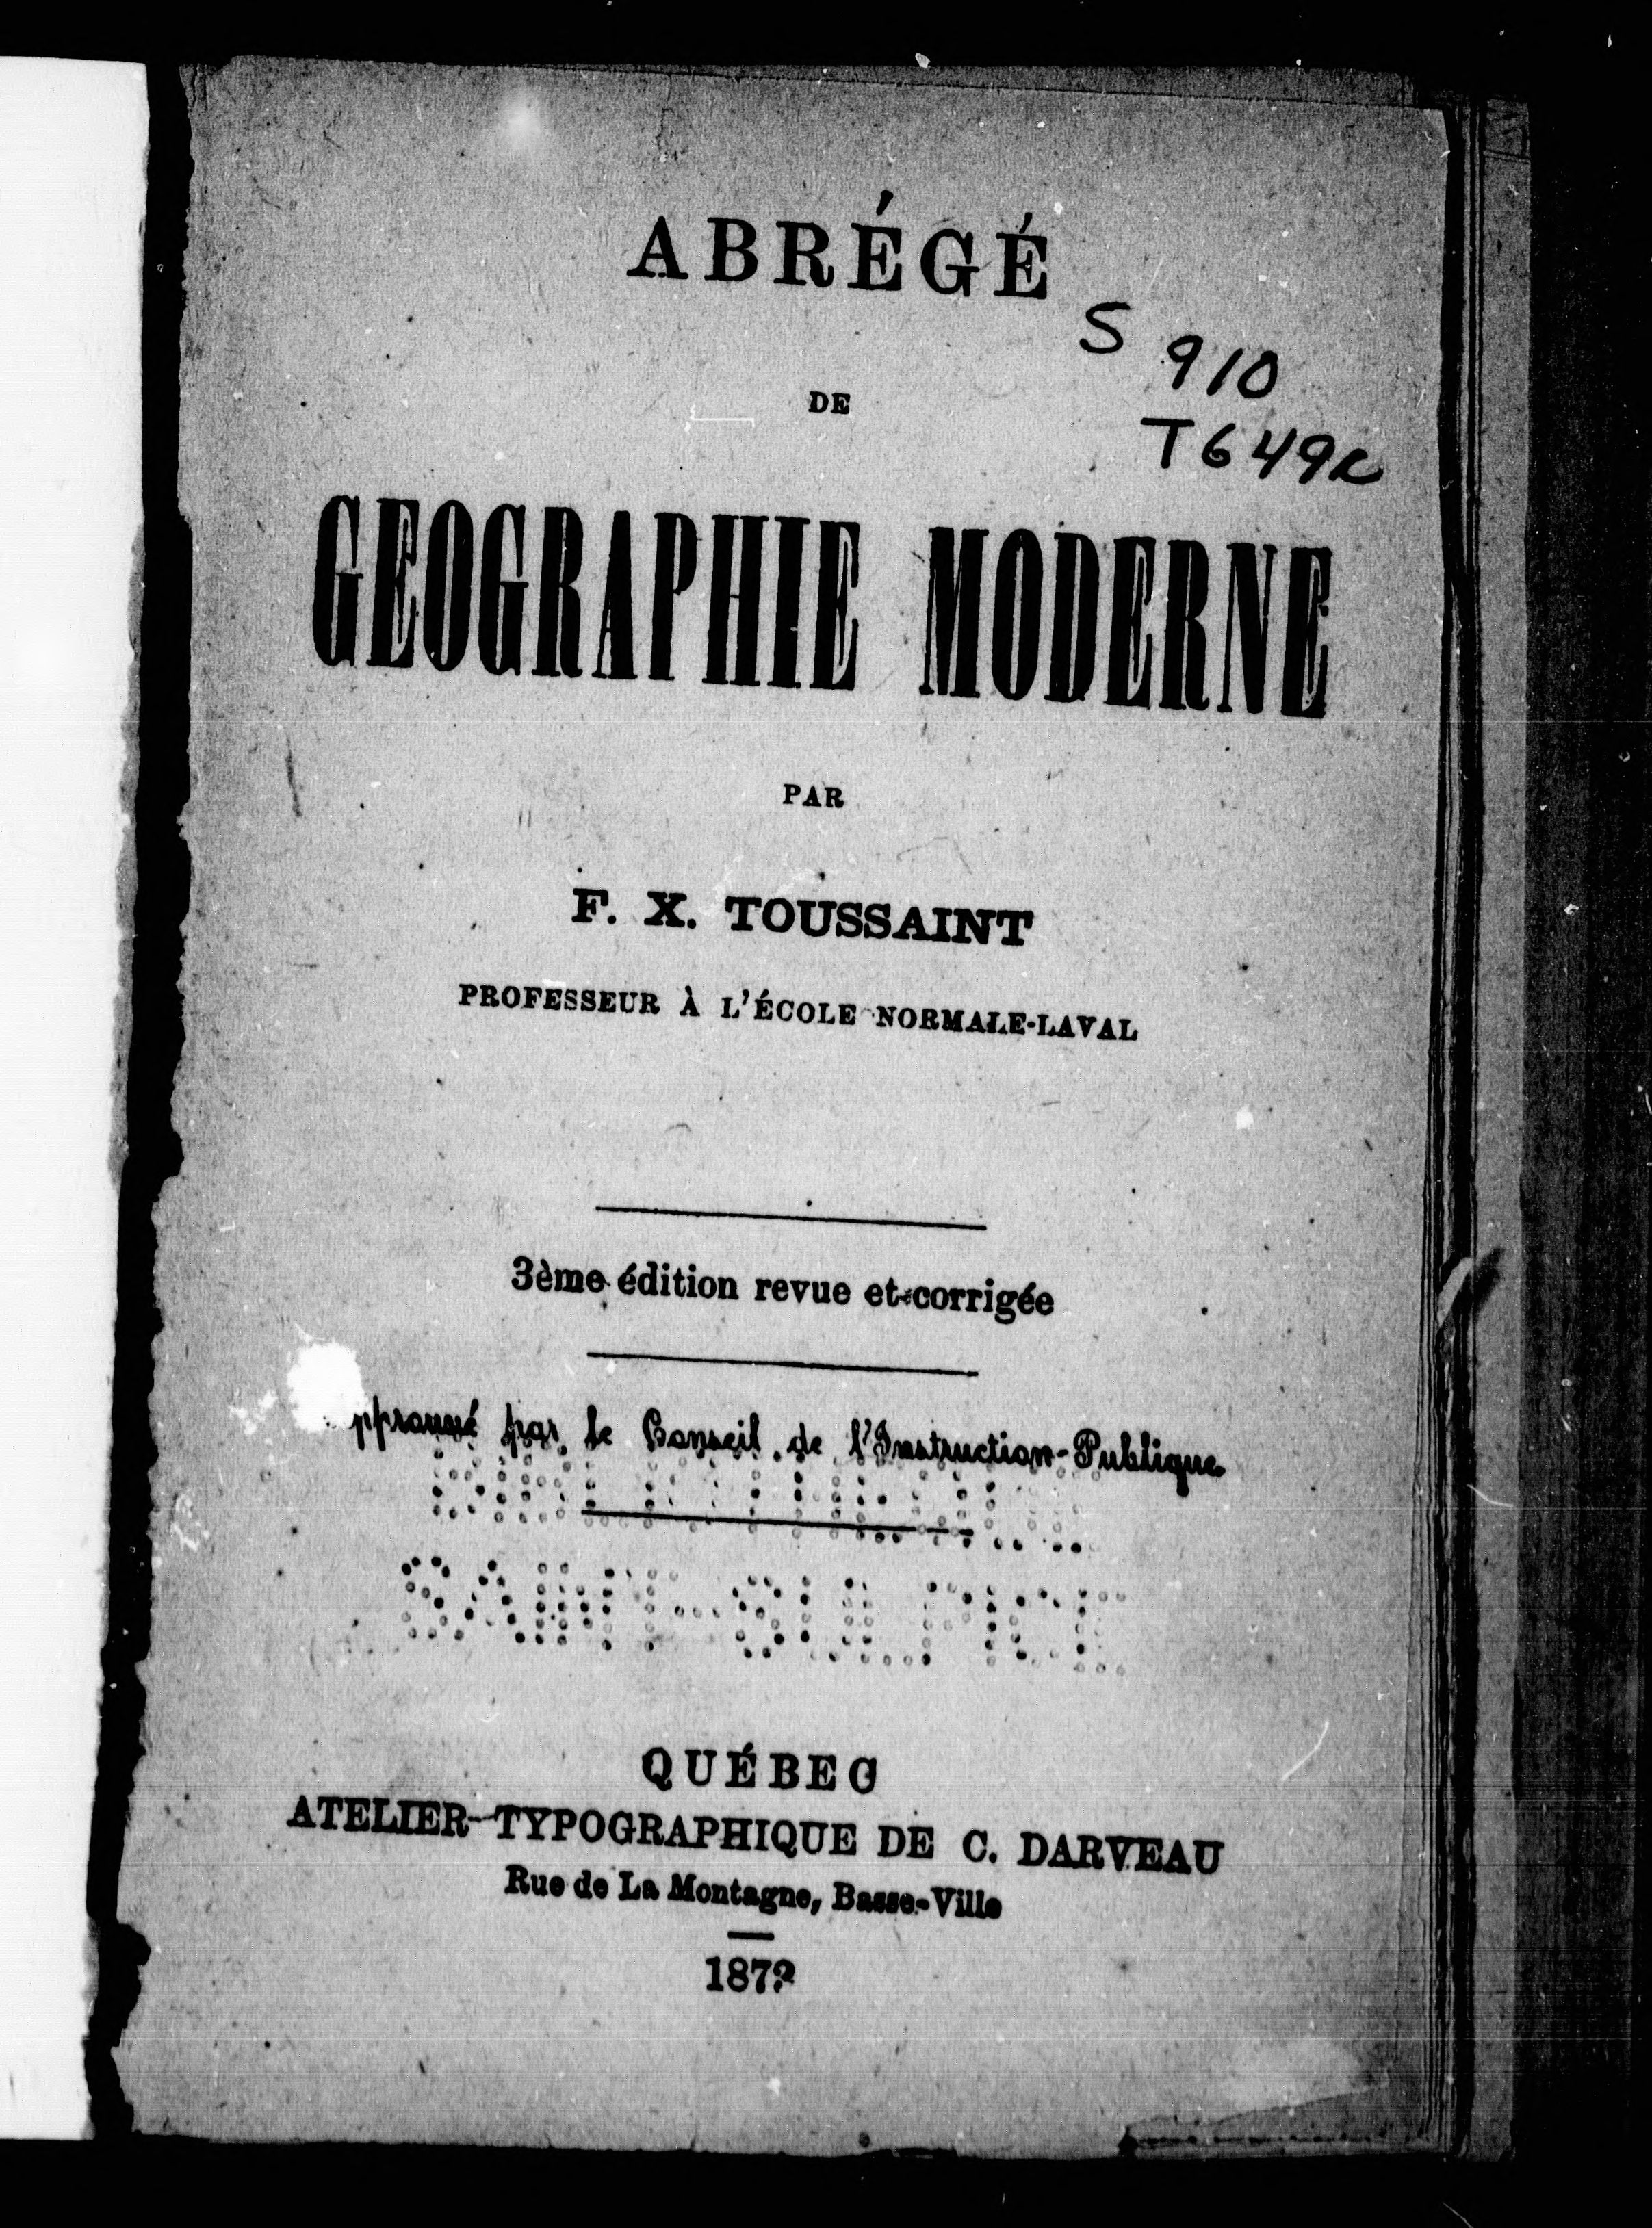 ABRÉGÉ
S 910
DE
T649c
GEOGRAPHIE MODERNE
PAR
F. X. TOUSSAINT
PROFESSEUR À L'ÉCOLE NORMALE-LAVAL
3ème édition revue et corrigée
pprouvé par le Conseil de l'Instruction-Publique
SAINT-SULPICE
QUÉBEC
ATELIER TYPOGRAPHIQUE DE C. DARVEAU
Rue de La Montagne, Basse-Ville